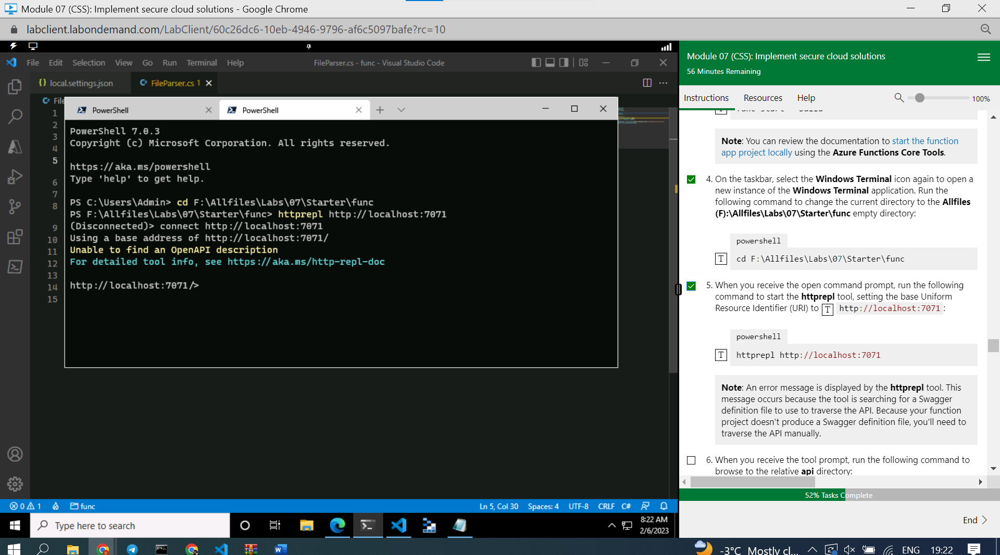 Module 07 (CSS): Implement secure cloud solutions - Google Chrome
labclient.labondemand.com/LabClient/60c26dc6-10eb-4946-9796-af6c5097bafe?rc=10
File Edit Selection View Go Run Terminal Help
FileParser.cs - func - Visual Studio Code
{} local.settings.json
C# FileParser.cs 1
C# File
1
2
3
4
5
6
7
8
9
10
11
12
13
14
15
PowerShell
PowerShell
PowerShell 7.0.3
Copyright (c) Microsoft Corporation. All rights reserved.
https://aka.ms/powershell
Type 'help' to get help.
PS C:\Users\Admin> cd F:\Allfiles\Labs\07\Starter\func
PS F:\Allfiles\Labs\07\Starter\func> httprepl http://localhost:7071
(Disconnected)> connect http://localhost:7071
Using a base address of http://localhost:7071/
Unable to find an OpenAPI description
For detailed tool info, see https://aka.ms/http-repl-doc
http://localhost:7071/>
0 1 func
Ln 5, Col 30 Spaces: 4 UTF-8 CRLF C#
Type here to search
8:22 AM
2/6/2023
Module 07 (CSS): Implement secure cloud solutions
56 Minutes Remaining
Instructions Resources Help
100%
Note: You can review the documentation to start the function
app project locally using the Azure Functions Core Tools.
4. On the taskbar, select the Windows Terminal icon again to open a
new instance of the Windows Terminal application. Run the
following command to change the current directory to the Allfiles
(F):\Allfiles\Labs\07\Starter\func empty directory:
powershell
T cd F:\Allfiles\Labs\07\Starter\func
5. When you receive the open command prompt, run the following
command to start the httprepl tool, setting the base Uniform
Resource Identifier (URI) to T http://localhost:7071 :
powershell
T httprepl http://localhost:7071
Note: An error message is displayed by the httprepl tool. This
message occurs because the tool is searching for a Swagger
definition file to use to traverse the API. Because your function
project doesn't produce a Swagger definition file, you'll need to
traverse the API manually.
6. When you receive the tool prompt, run the following command to
browse to the relative api directory:
52% Tasks Complete
End
-3°C Mostly cl...
ENG 19:22